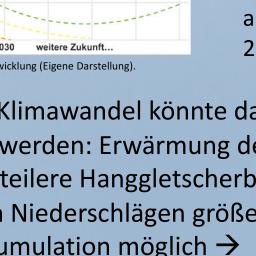 a
2
030 weitere Zukunft...
wicklung (Eigene Darstellung).
Klimawandel könnte da
werden: Erwärmung de
teilere Hanggletscherb
n Niederschlägen größe
umulation möglich →